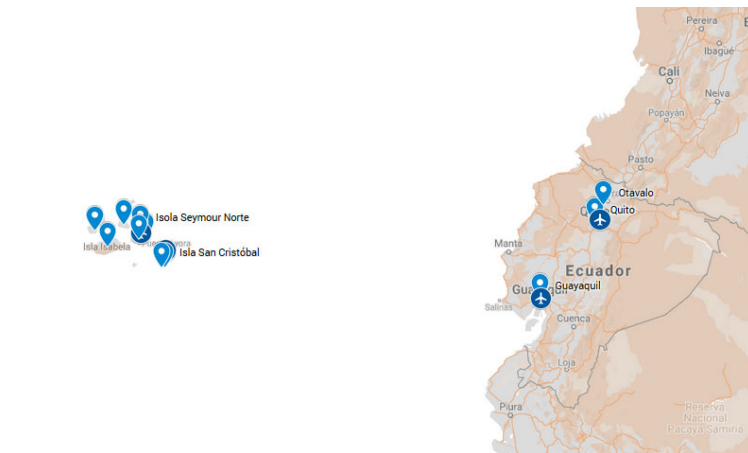 Pereira
Ibagué
Cali
Neiva
Popayán
Pasto
Otavalo
Quito
Isola Seymour Norte
Isla Isabela
Isla San Cristóbal
Manta
Ecuador
Guayaquil
Salinas
Cuenca
Loja
Piura
Reserva
Nacional
Pacaya Samiria